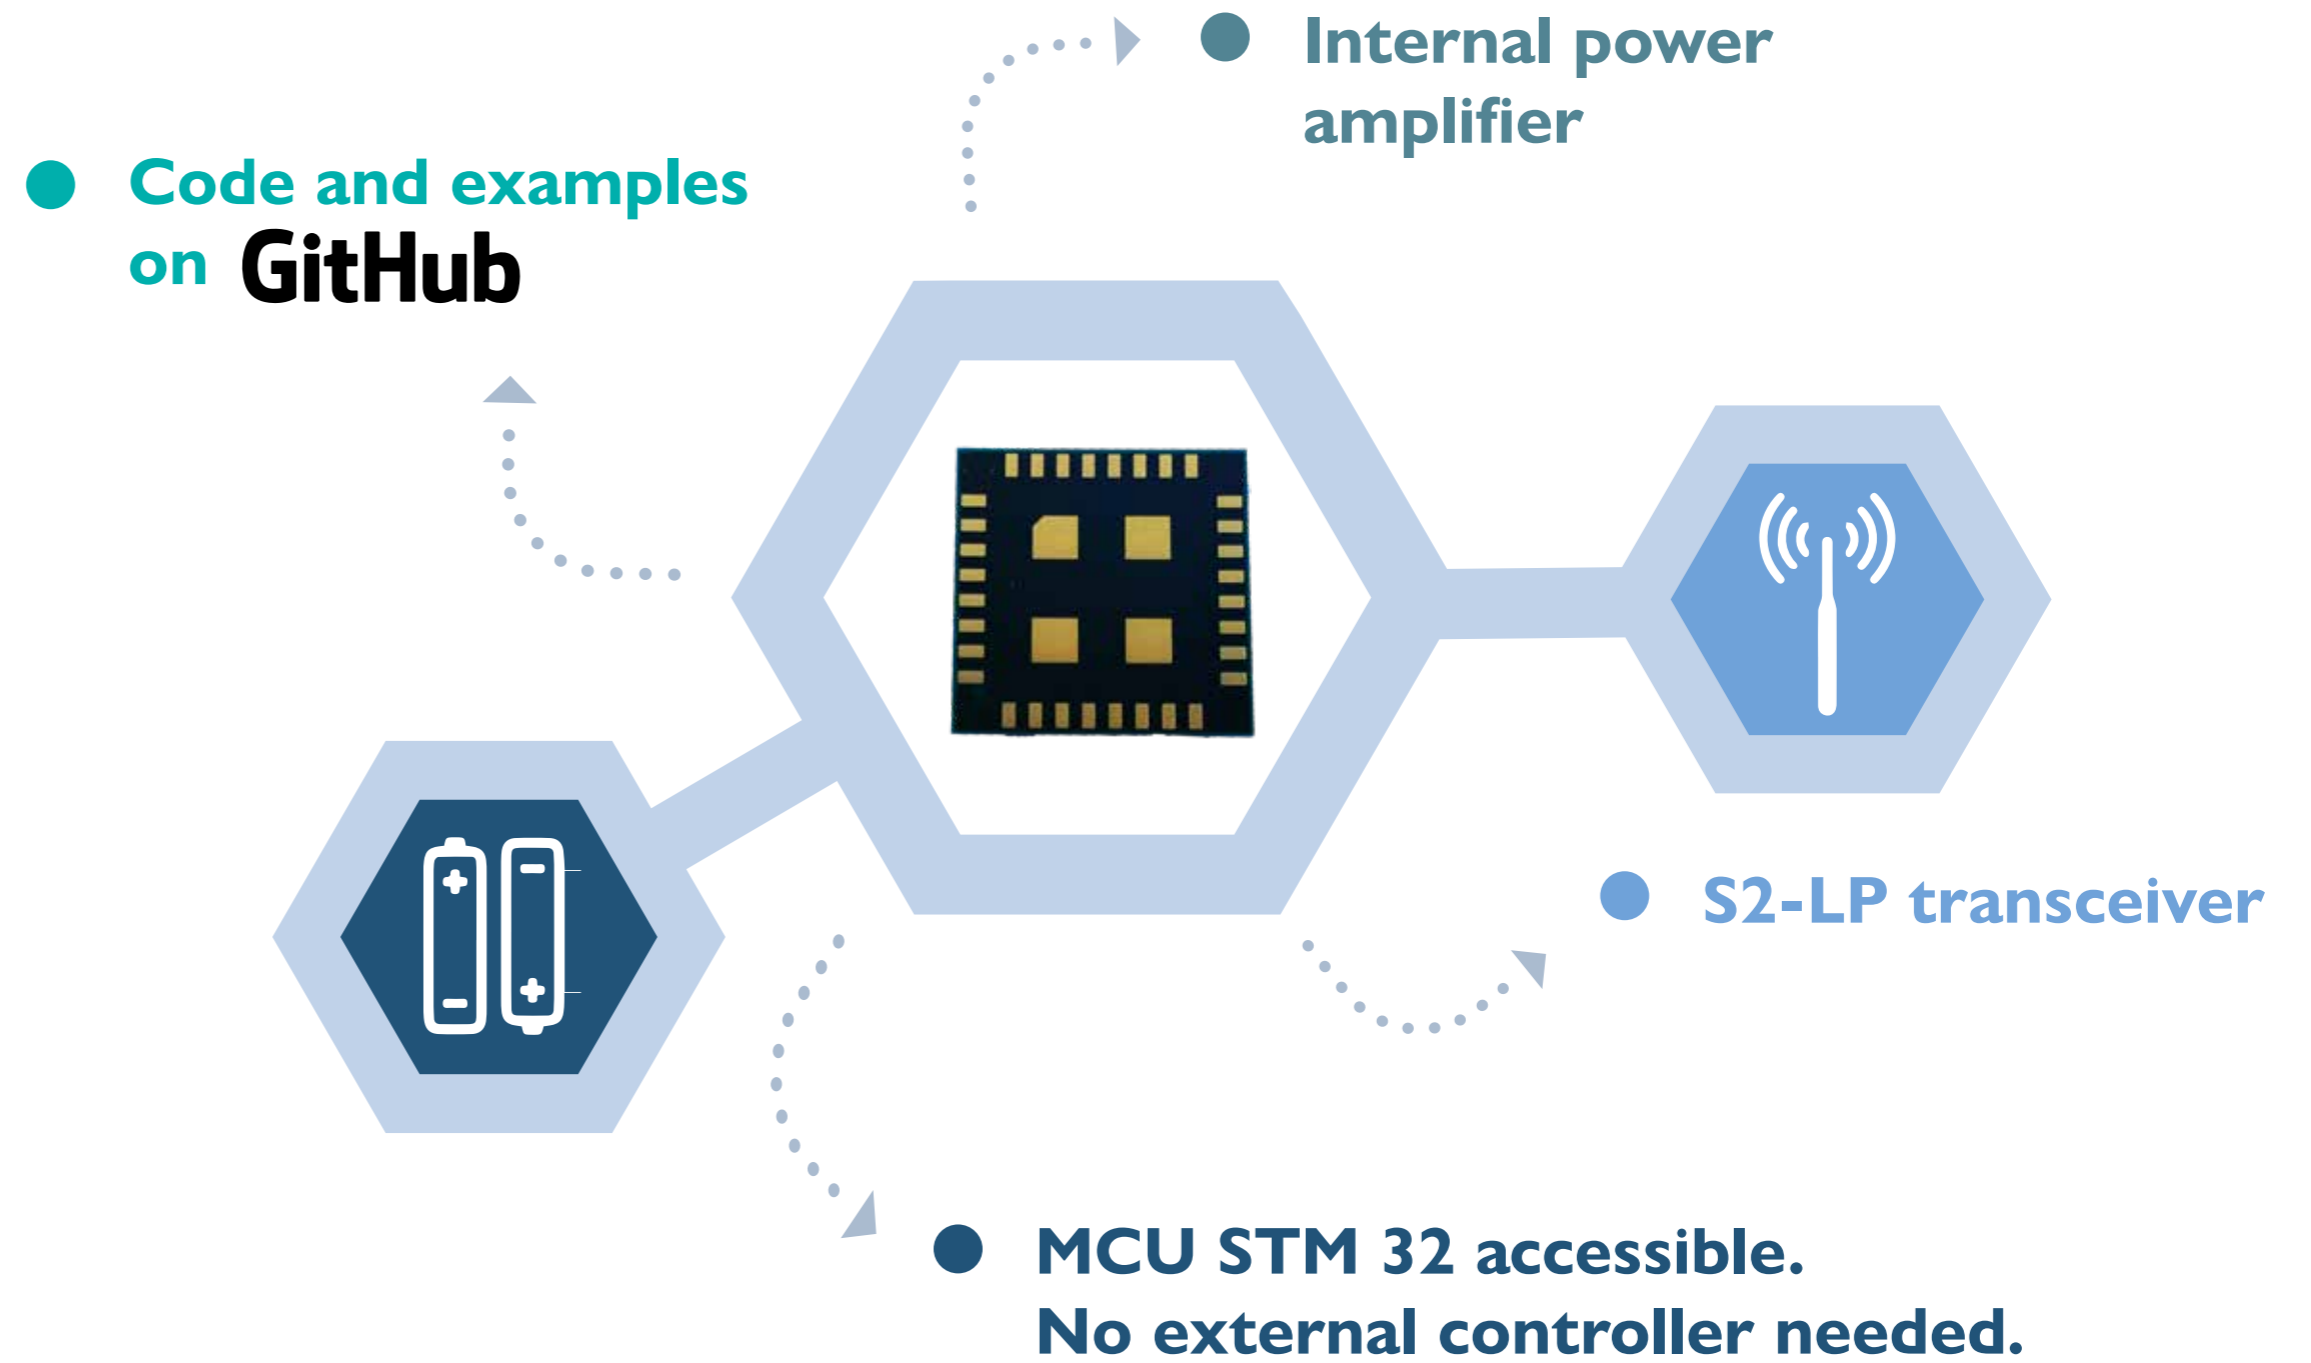 Internal power
amplifier
Code and examples
on GitHub
S2-LP transceiver
MCU STM 32 accessible.
No external controller needed.